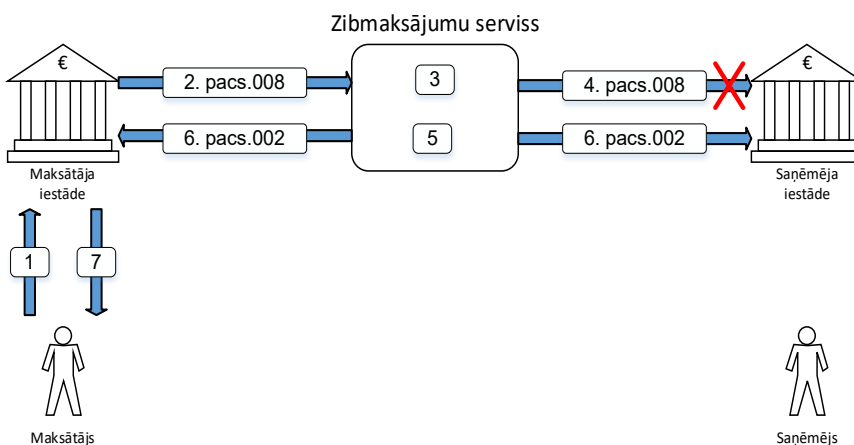 Zibmaksājumu serviss
€
2. pacs.008
3
4. pacs.008
€
6. pacs.002
5
6. pacs.002
Maksātāja
iestāde
Saņēmēja
iestāde
1
7
Maksātājs
Saņēmējs